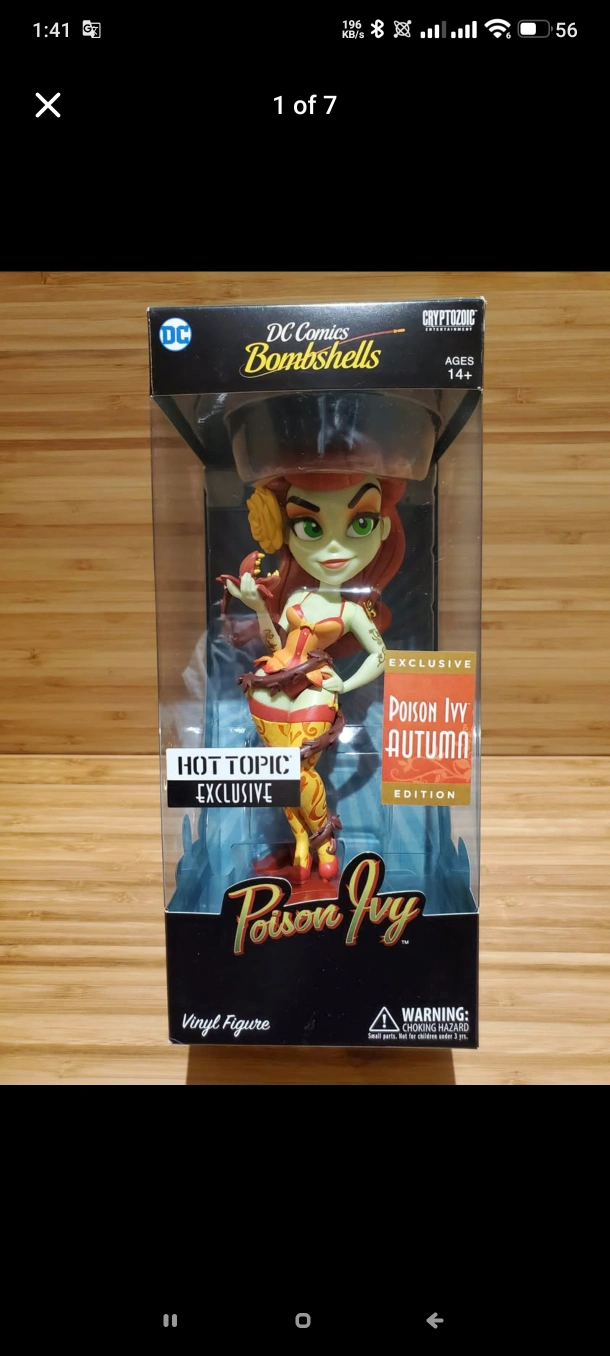 1:41
196
KB/s
6
56
1 of 7
DC
DC Comics
Bombshells
CRYPTOZOIC
ENTERTAINMENT
AGES
14+
EXCLUSIVE
POISON IVY
AUTUMN
EDITION
HOT TOPIC
EXCLUSIVE
Poison Ivy™
Vinyl Figure
WARNING:
CHOKING HAZARD
Small parts. Not for children under 3 yrs.